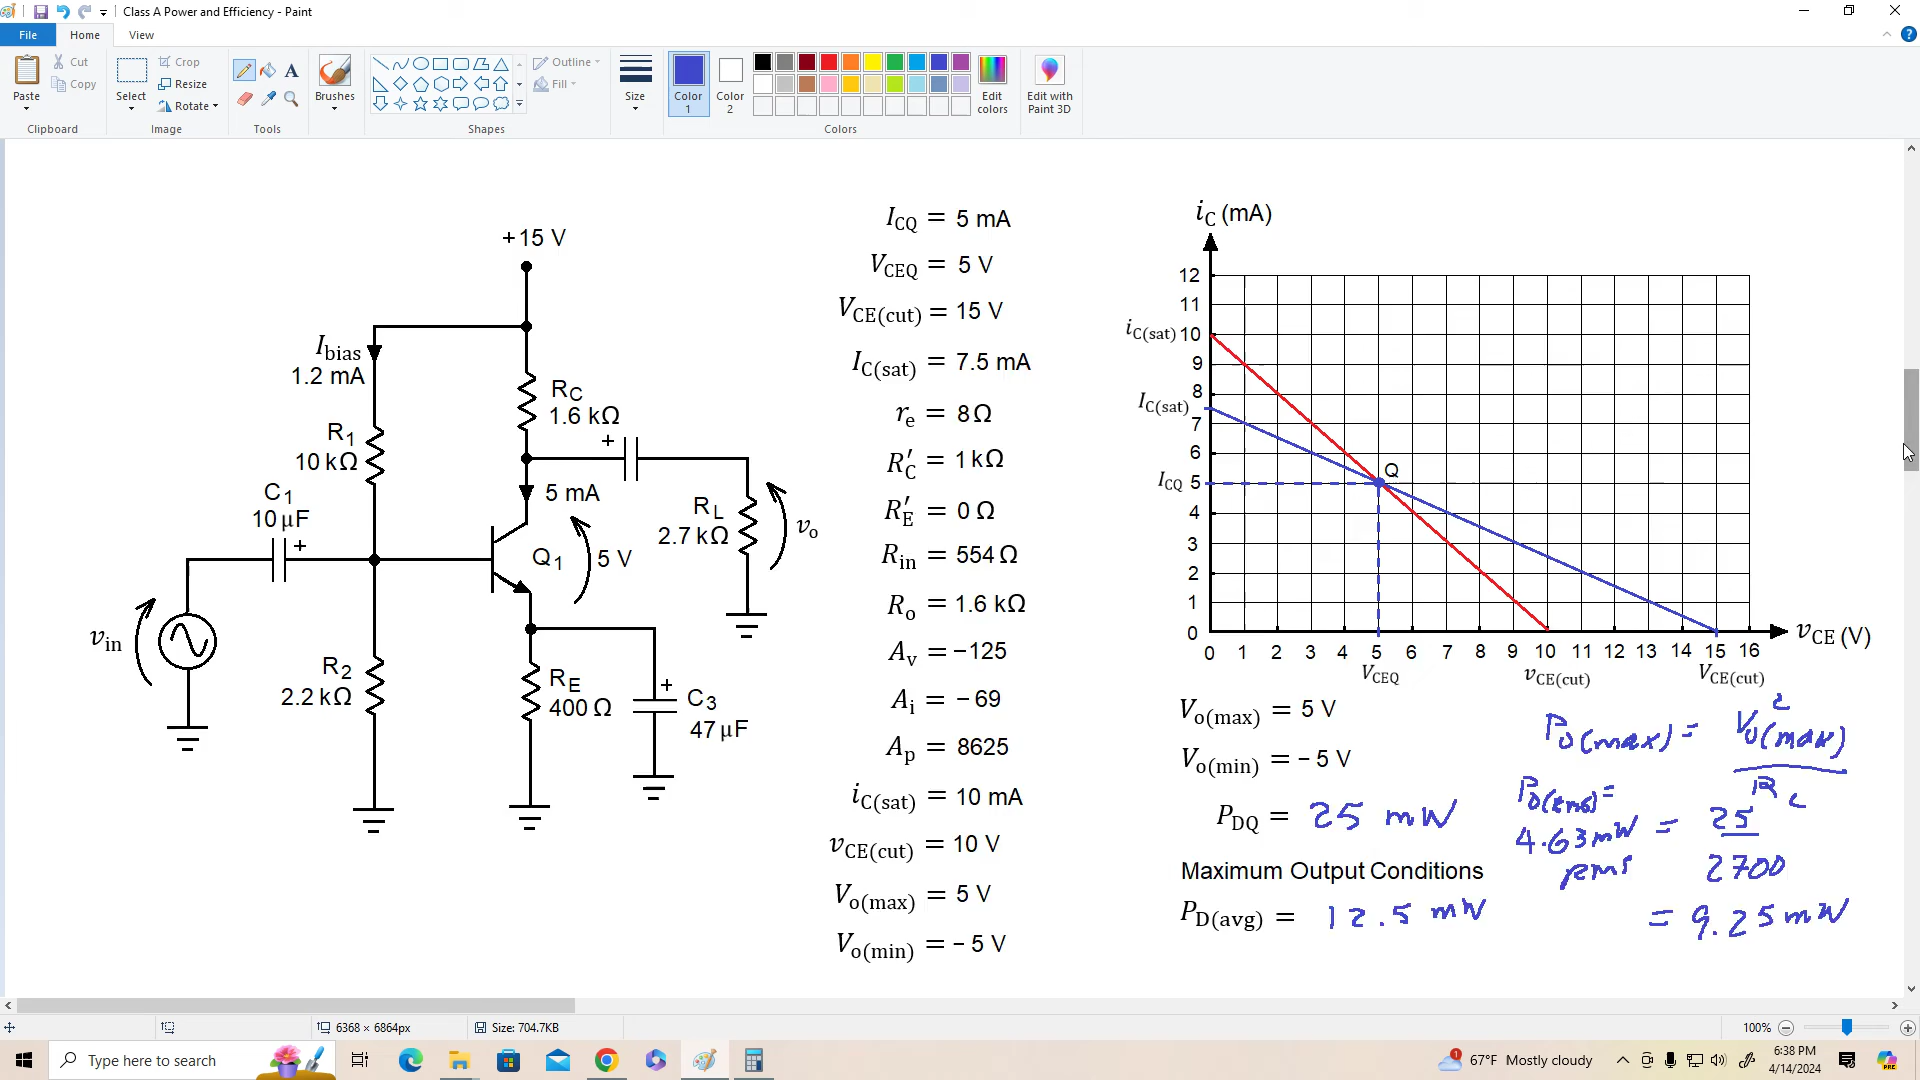 Class A Power and Efficiency - Paint
File
Home
View
Paste
Cut
Copy
Clipboard
Select
Crop
Resize
Rotate
Image
Tools
Brushes
Shapes
Outline
Fill
Size
Color 1
Color 2
Edit colors
Colors
Edit with Paint 3D
+15 V
Ibias
1.2 mA
RC
1.6 kΩ
+
R1
10 kΩ
C1
10 µF
+
5 mA
RL
2.7 kΩ
vo
Q1
5 V
vin
R2
2.2 kΩ
RE
400 Ω
+
C3
47 µF
ICQ = 5 mA
VCEQ = 5 V
VCE(cut) = 15 V
IC(sat) = 7.5 mA
re = 8 Ω
R′C = 1 kΩ
R′E = 0 Ω
Rin = 554 Ω
Ro = 1.6 kΩ
Av = −125
Ai = − 69
Ap = 8625
iC(sat) = 10 mA
vCE(cut) = 10 V
Vo(max) = 5 V
Vo(min) = − 5 V
iC (mA)
12
11
iC(sat) 10
9
8
IC(sat)
7
6
ICQ 5
4
3
2
1
0
Q
vCE (V)
0 1 2 3 4 5 6 7 8 9 10 11 12 13 14 15 16
VCEQ
vCE(cut)
VCE(cut)
Vo(max) = 5 V
Vo(min) = − 5 V
PDQ = 25 mW
Maximum Output Conditions
PD(avg) = 12.5 mW
Po(max) = Vo(max)2
RL
Po(rms) =
4.63 mW = 25
rms 2700
= 9.25 mW
6368 × 6864px
Size: 704.7KB
100%
Type here to search
1
67°F Mostly cloudy
6:38 PM
4/14/2024
PRE